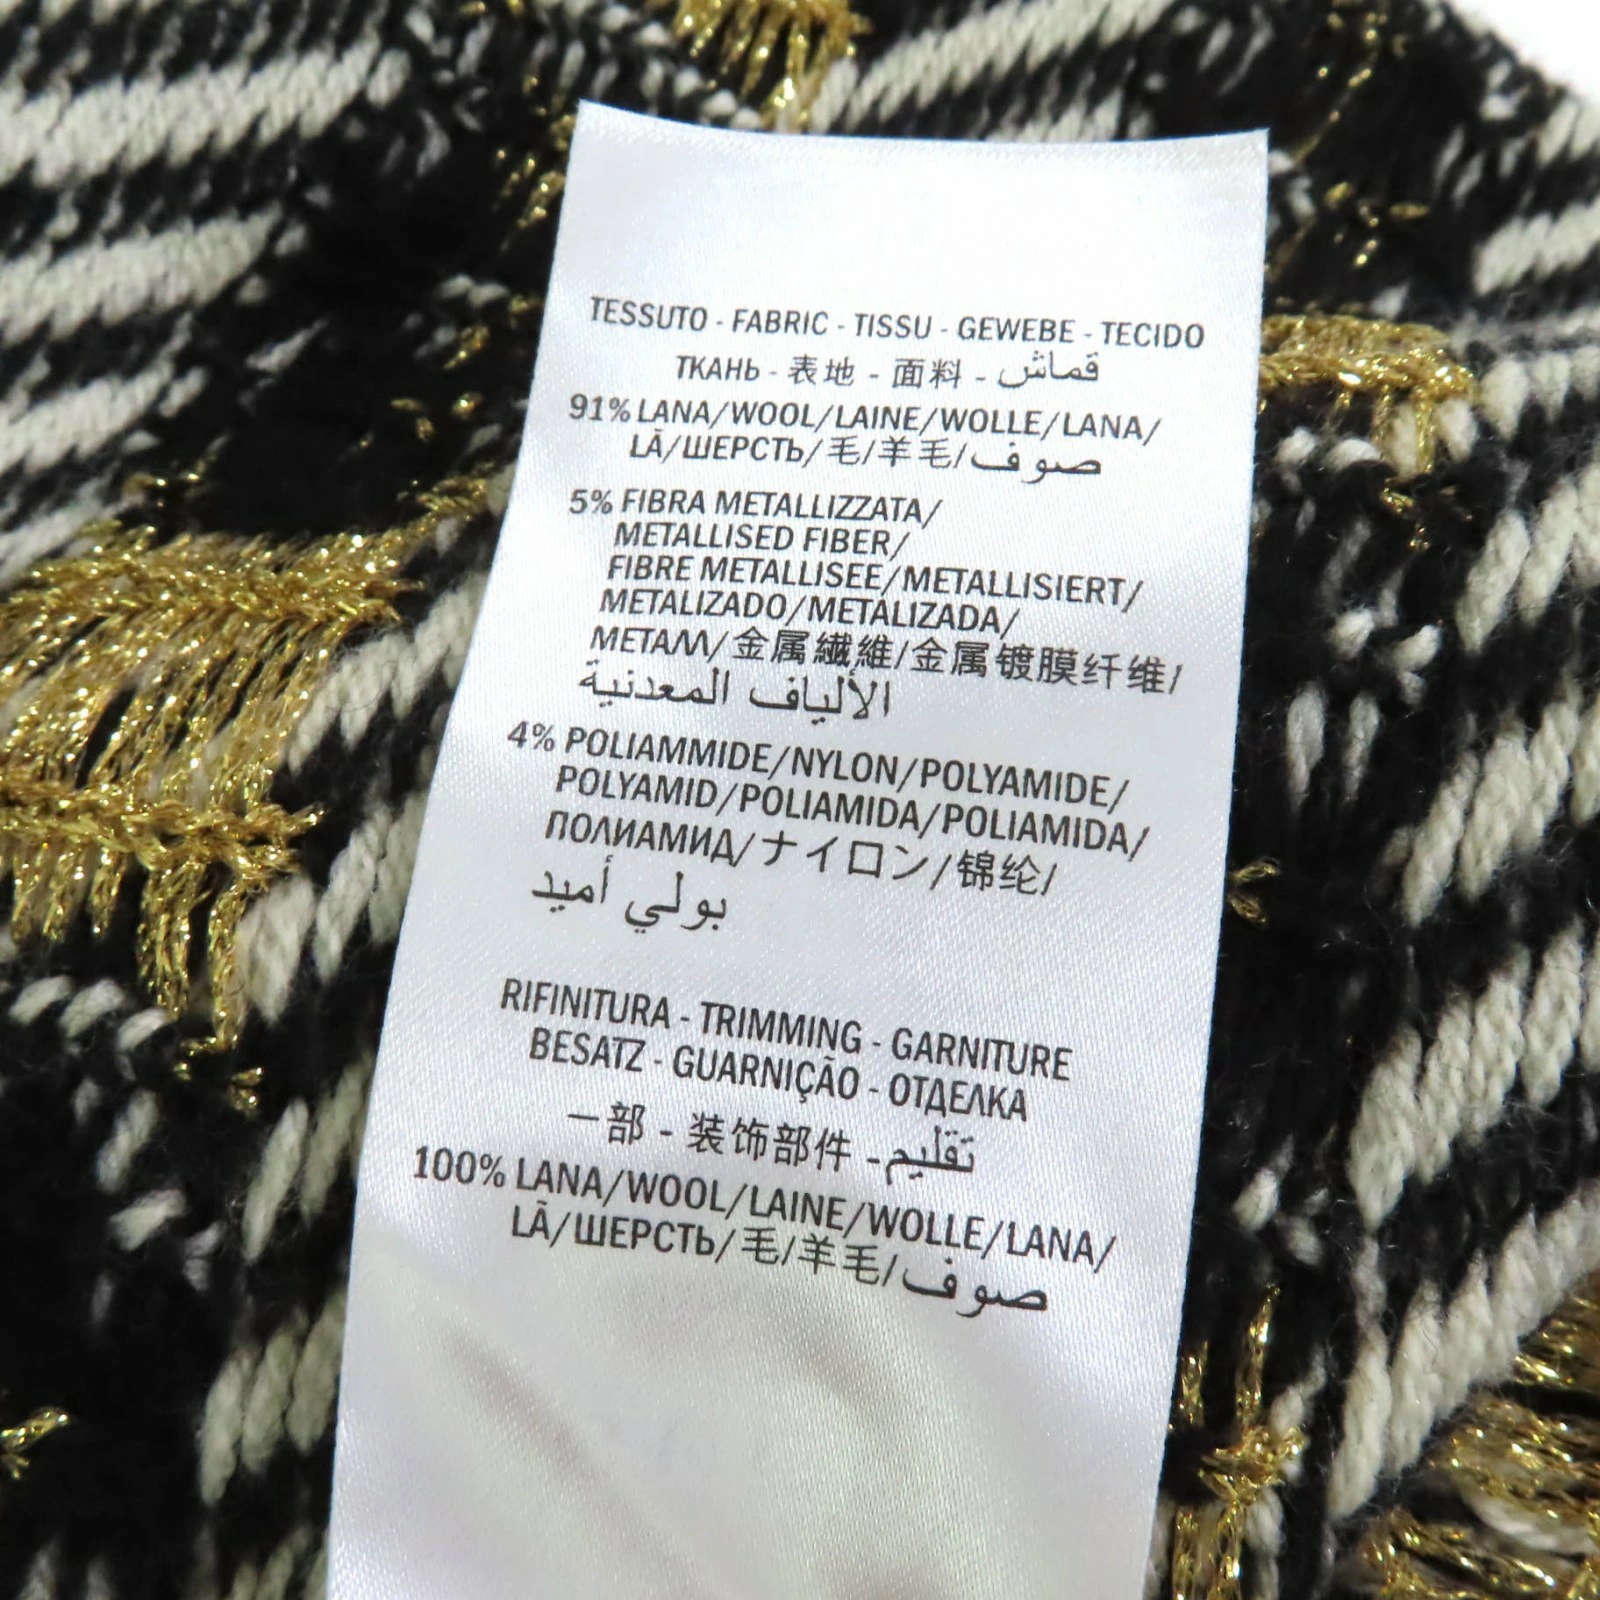 TESSUTO - FABRIC - TISSU - GEWEBE - TECIDO
ТКАНЬ - 表地 - 面料 - قماش
91% LANA/WOOL/LAINE/WOLLE/LANA/
LÃ/ШЕРСТЬ/毛/羊毛/صوف
5% FIBRA METALLIZZATA/
METALLISED FIBER/
FIBRE METALLISEE/METALLISIERT/
METALIZADO/METALIZADA/
МЕТАЛЛ/金属繊維/金属镀膜纤维/
الألياف المعدنية
4% POLIAMMIDE/NYLON/POLYAMIDE/
POLYAMID/POLIAMIDA/POLIAMIDA/
ПОЛИАМИД/ナイロン/锦纶/
بولي أميد
RIFINITURA - TRIMMING - GARNITURE
BESATZ - GUARNIÇÃO - ОТДЕЛКА
一部 - 装饰部件 - تقليم
100% LANA/WOOL/LAINE/WOLLE/LANA/
LÃ/ШЕРСТЬ/毛/羊毛/صوف